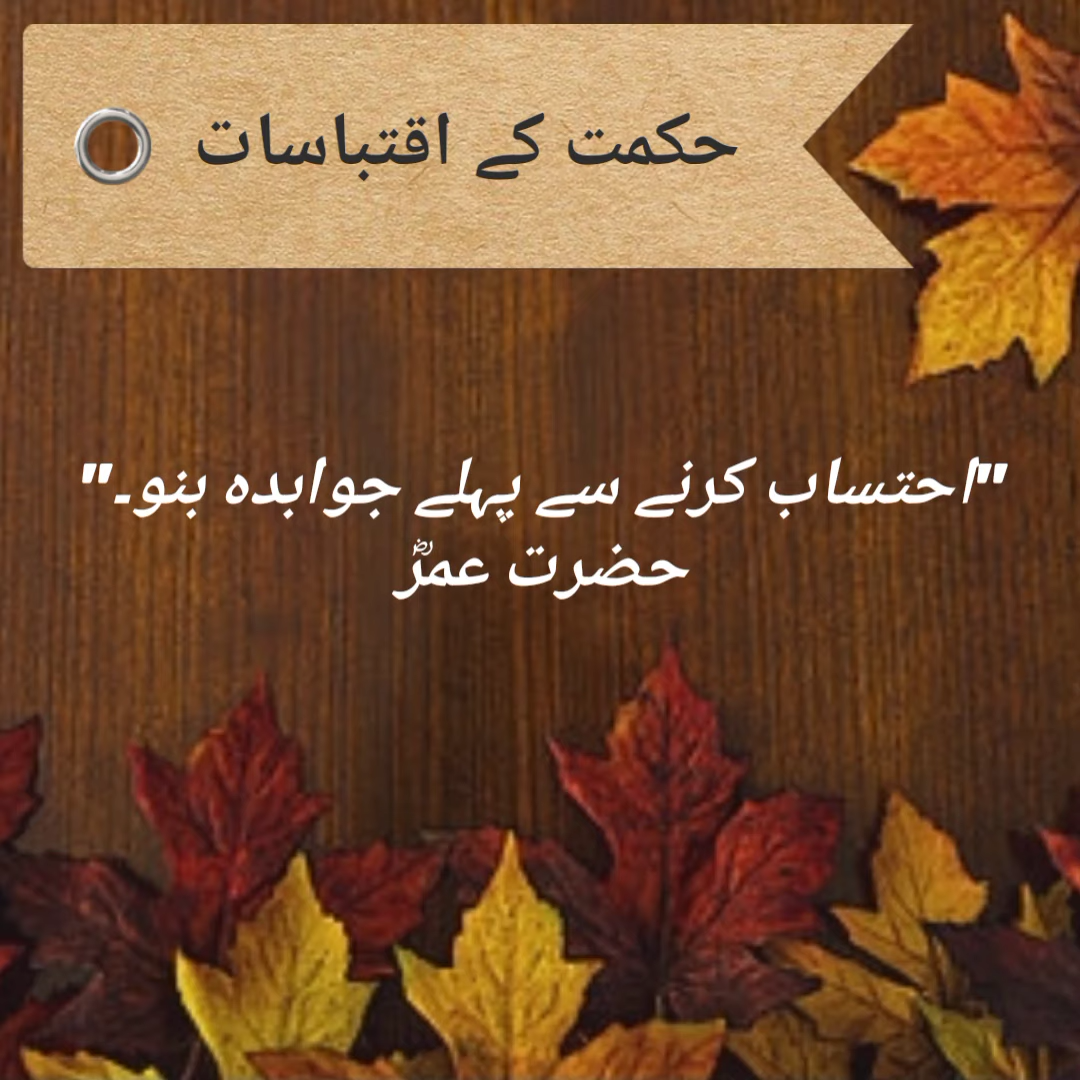 حکمت کے اقتباسات
"احتساب کرنے سے پہلے جوابدہ بنو۔"
حضرت عمرؓ